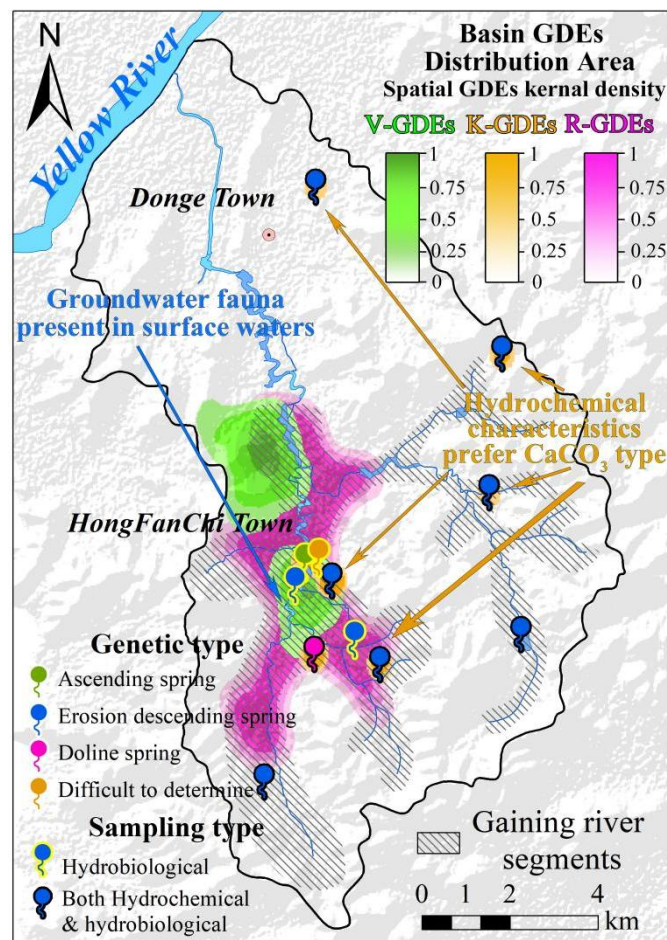 N
Yellow River
Basin GDEs
Distribution Area
Spatial GDEs kernal density
V-GDEs K-GDEs R-GDEs
1 1 1
0.75 0.75 0.75
0.5 0.5 0.5
0.25 0.25 0.25
0 0 0
Donge Town
Groundwater fauna
present in surface waters
Hydrochemical
characteristics
prefer CaCO₃ type
HongFanChi Town
Genetic type
Ascending spring
Erosion descending spring
Doline spring
Difficult to determine
Sampling type
Hydrobiological
Both Hydrochemical
& hydrobiological
Gaining river
segments
0 1 2 4
km